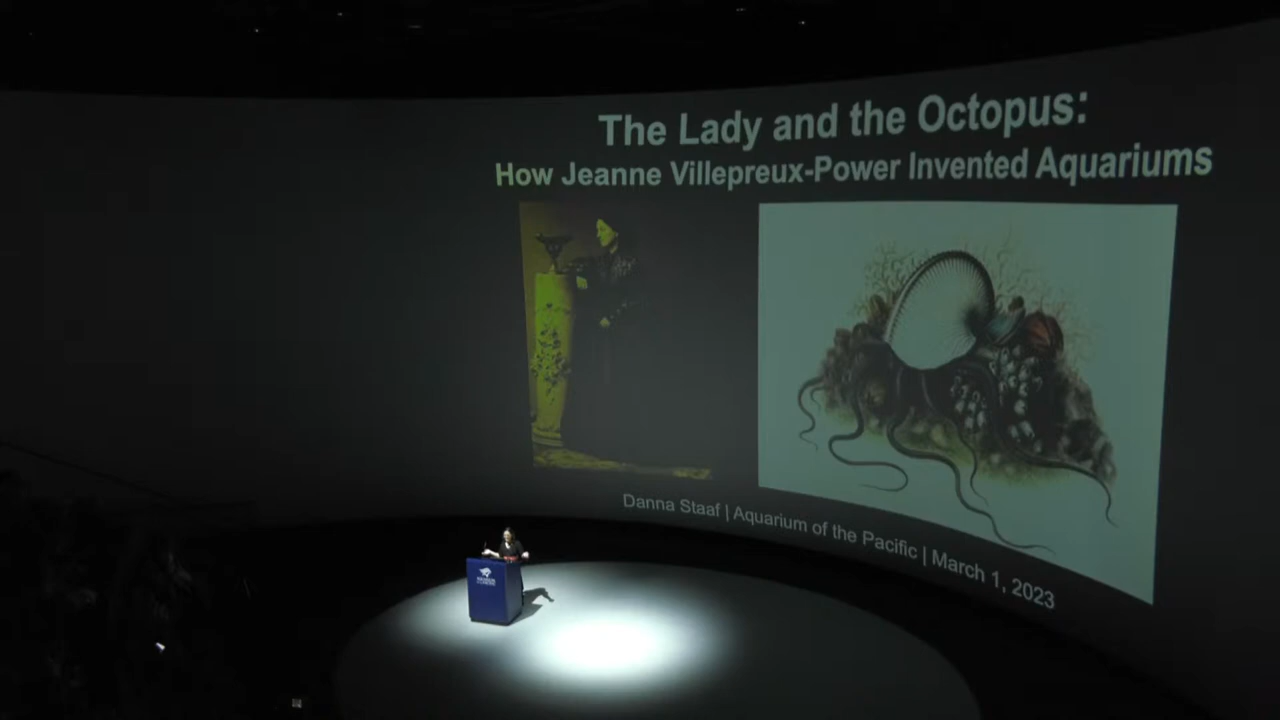 The Lady and the Octopus:
How Jeanne Villepreux-Power Invented Aquariums
Danna Staaf | Aquarium of the Pacific | March 1, 2023